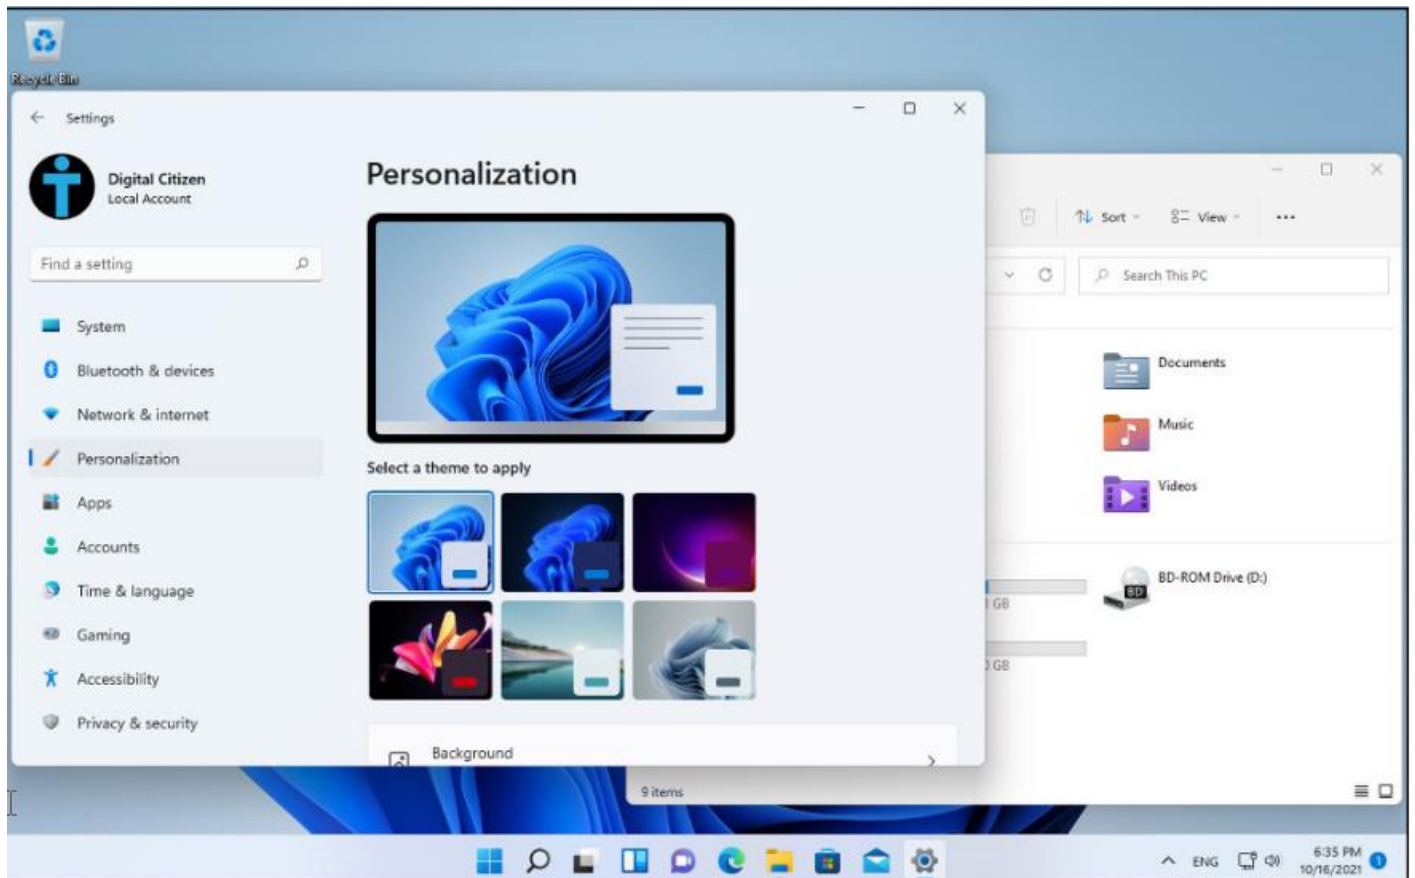 Recycle Bin
Settings
Digital Citizen
Local Account
Find a setting
System
Bluetooth & devices
Network & internet
Personalization
Apps
Accounts
Time & language
Gaming
Accessibility
Privacy & security
Personalization
Select a theme to apply
Background
Sort
View
Search This PC
Documents
Music
Videos
GB
BD-ROM Drive (D:)
BD
GB
9 items
ENG
6:35 PM
10/16/2021
1